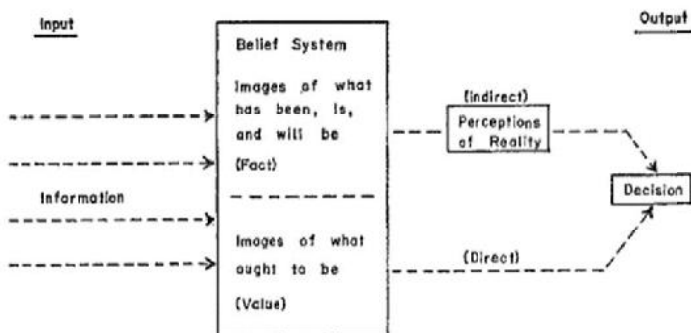 Input
Output
Belief System
Images of what
has been, is,
and will be
(Fact)
(Indirect)
Perceptions
of Reality
Information
Decision
Images of what
ought to be
(Value)
(Direct)